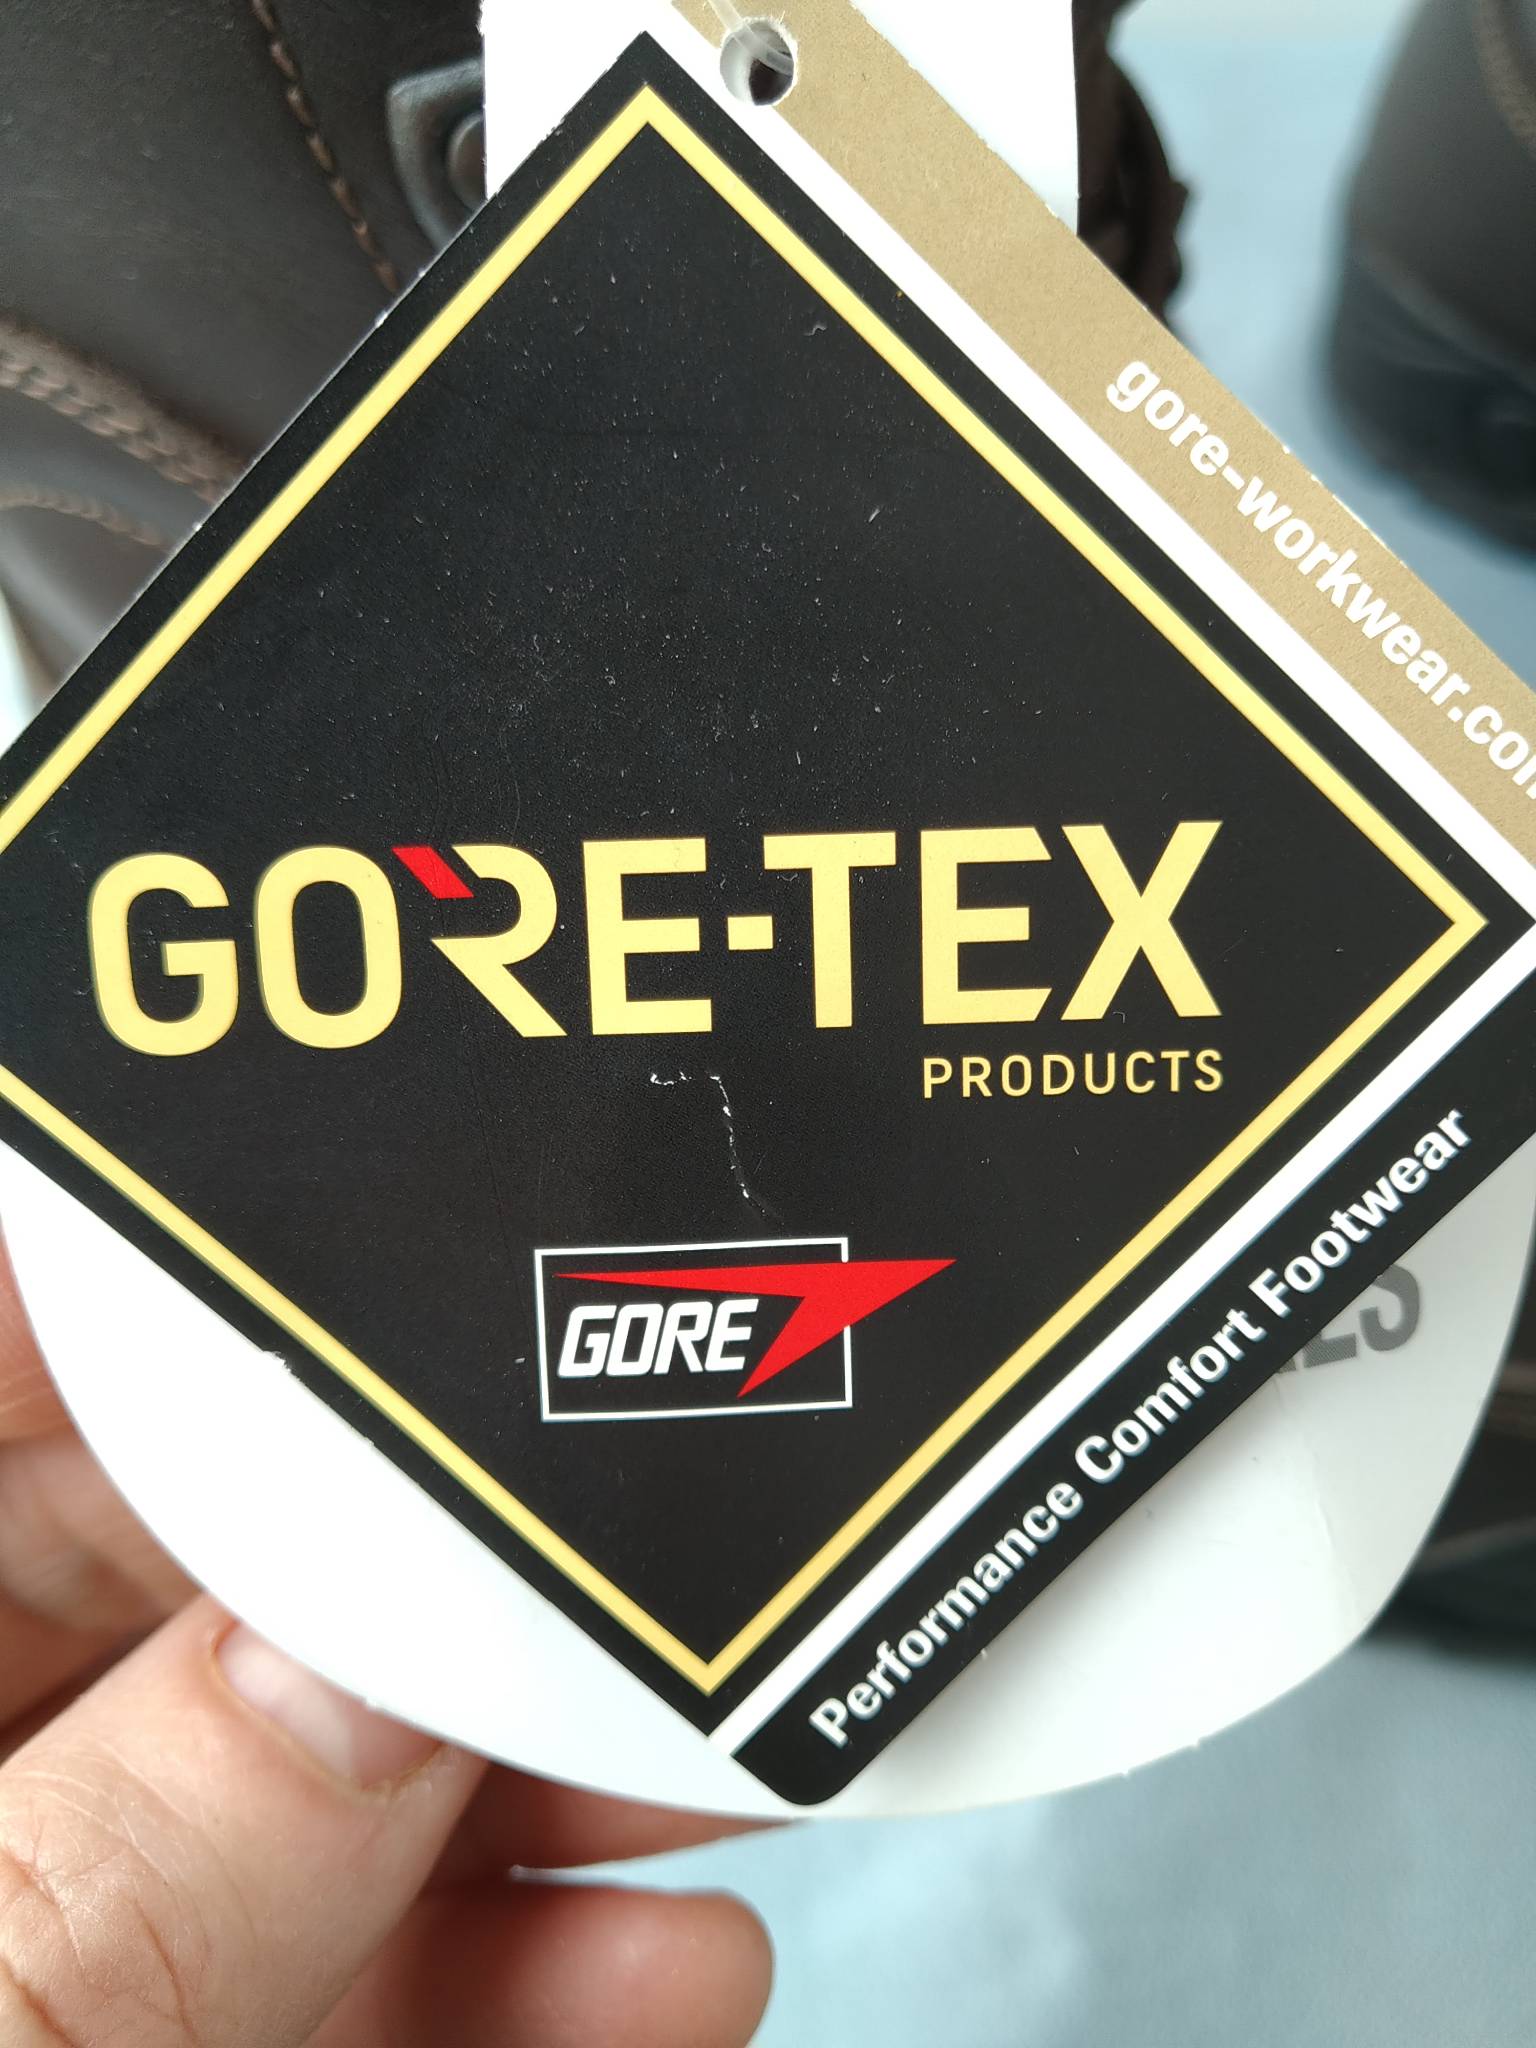 gore-workwear.com
GORE-TEX
PRODUCTS
GORE
Performance Comfort Footwear